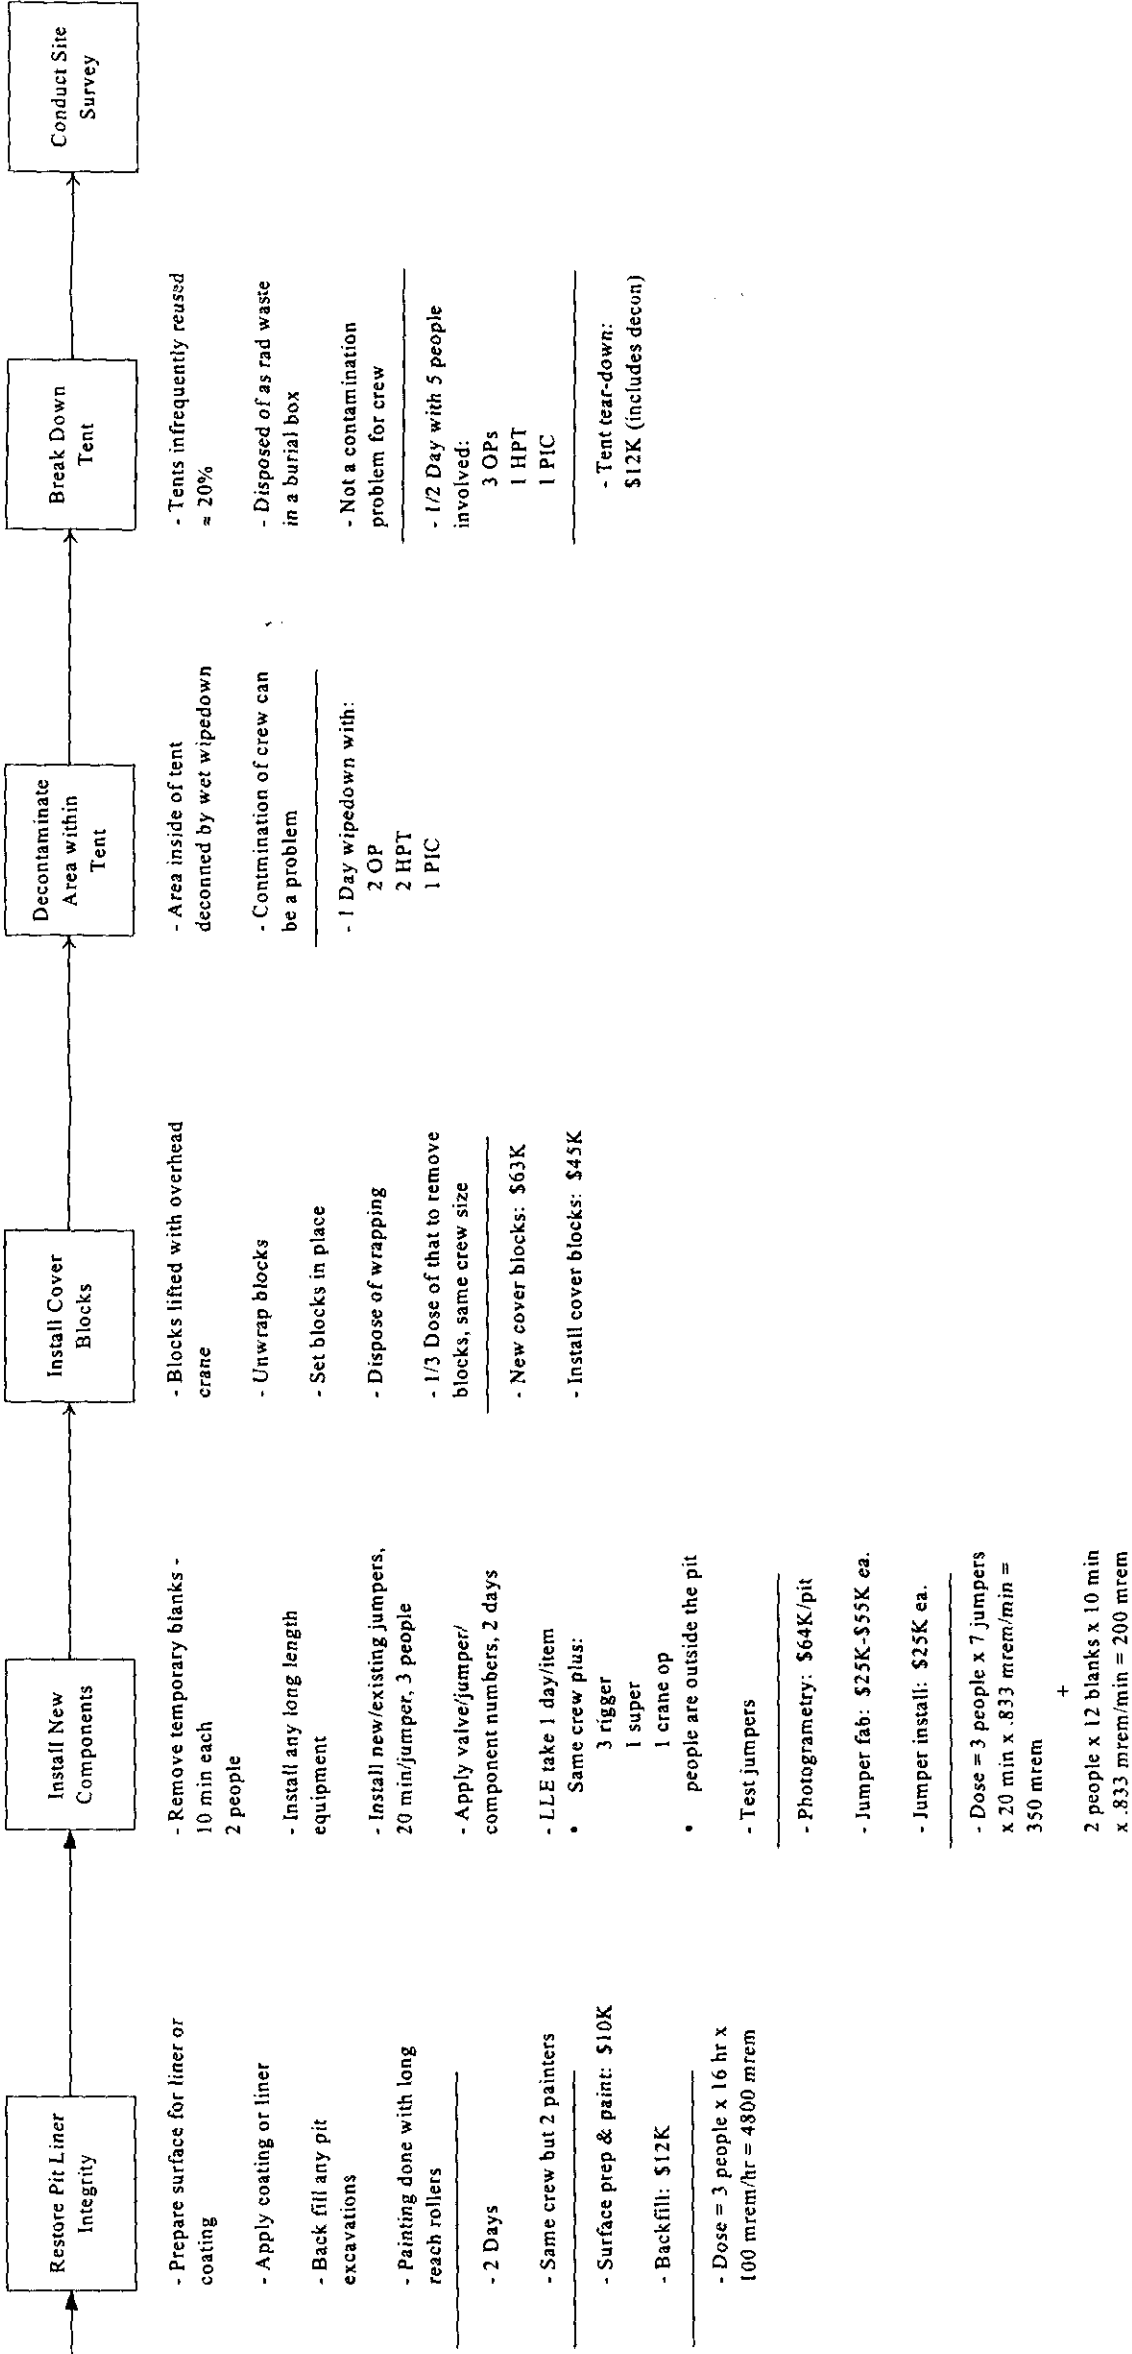 Restore Pit Liner
Integrity
- Prepare surface for liner or
coating
- Apply coating or liner
- Back fill any pit
excavations
- Painting done with long
reach rollers
- 2 Days
- Same crew but 2 painters
- Surface prep & paint: $10K
- Backfill: $12K
- Dose = 3 people x 16 hr x
100 mrem/hr = 4800 mrem
Install New
Components
- Remove temporary blanks -
10 min each
2 people
- Install any long length
equipment
- Install new/existing jumpers,
20 min/jumper, 3 people
- Apply valve/jumper/
component numbers, 2 days
- LLE take 1 day/item
• Same crew plus:
3 rigger
1 super
1 crane op
• people are outside the pit
- Test jumpers
- Photogrametry: $64K/pit
- Jumper fab: $25K-$55K ea.
- Jumper install: $25K ea.
- Dose = 3 people x 7 jumpers
x 20 min x .833 mrem/min =
350 mrem
+
2 people x 12 blanks x 10 min
x .833 mrem/min = 200 mrem
Install Cover
Blocks
- Blocks lifted with overhead
crane
- Unwrap blocks
- Set blocks in place
- Dispose of wrapping
- 1/3 Dose of that to remove
blocks, same crew size
- New cover blocks: $63K
- Install cover blocks: $45K
Decontaminate
Area within
Tent
- Area inside of tent
deconned by wet wipedown
- Contmination of crew can
be a problem
- 1 Day wipedown with:
2 OP
2 HPT
1 PIC
Break Down
Tent
- Tents infrequently reused
≈ 20%
- Disposed of as rad waste
in a burial box
- Not a contamination
problem for crew
- 1/2 Day with 5 people
involved:
3 OPs
1 HPT
1 PIC
- Tent tear-down:
$12K (includes decon)
Conduct Site
Survey